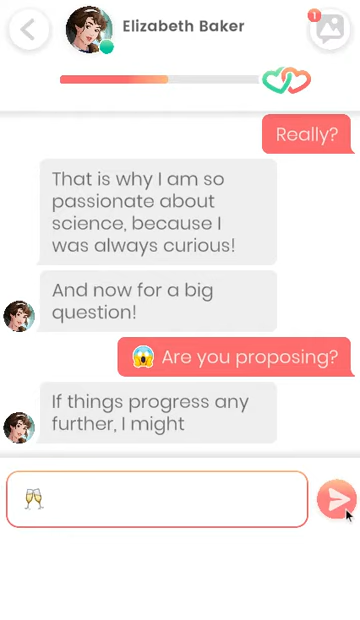 Elizabeth Baker
1
Really?
That is why I am so
passionate about
science, because I
was always curious!
And now for a big
question!
😱 Are you proposing?
If things progress any
further, I might
🥂